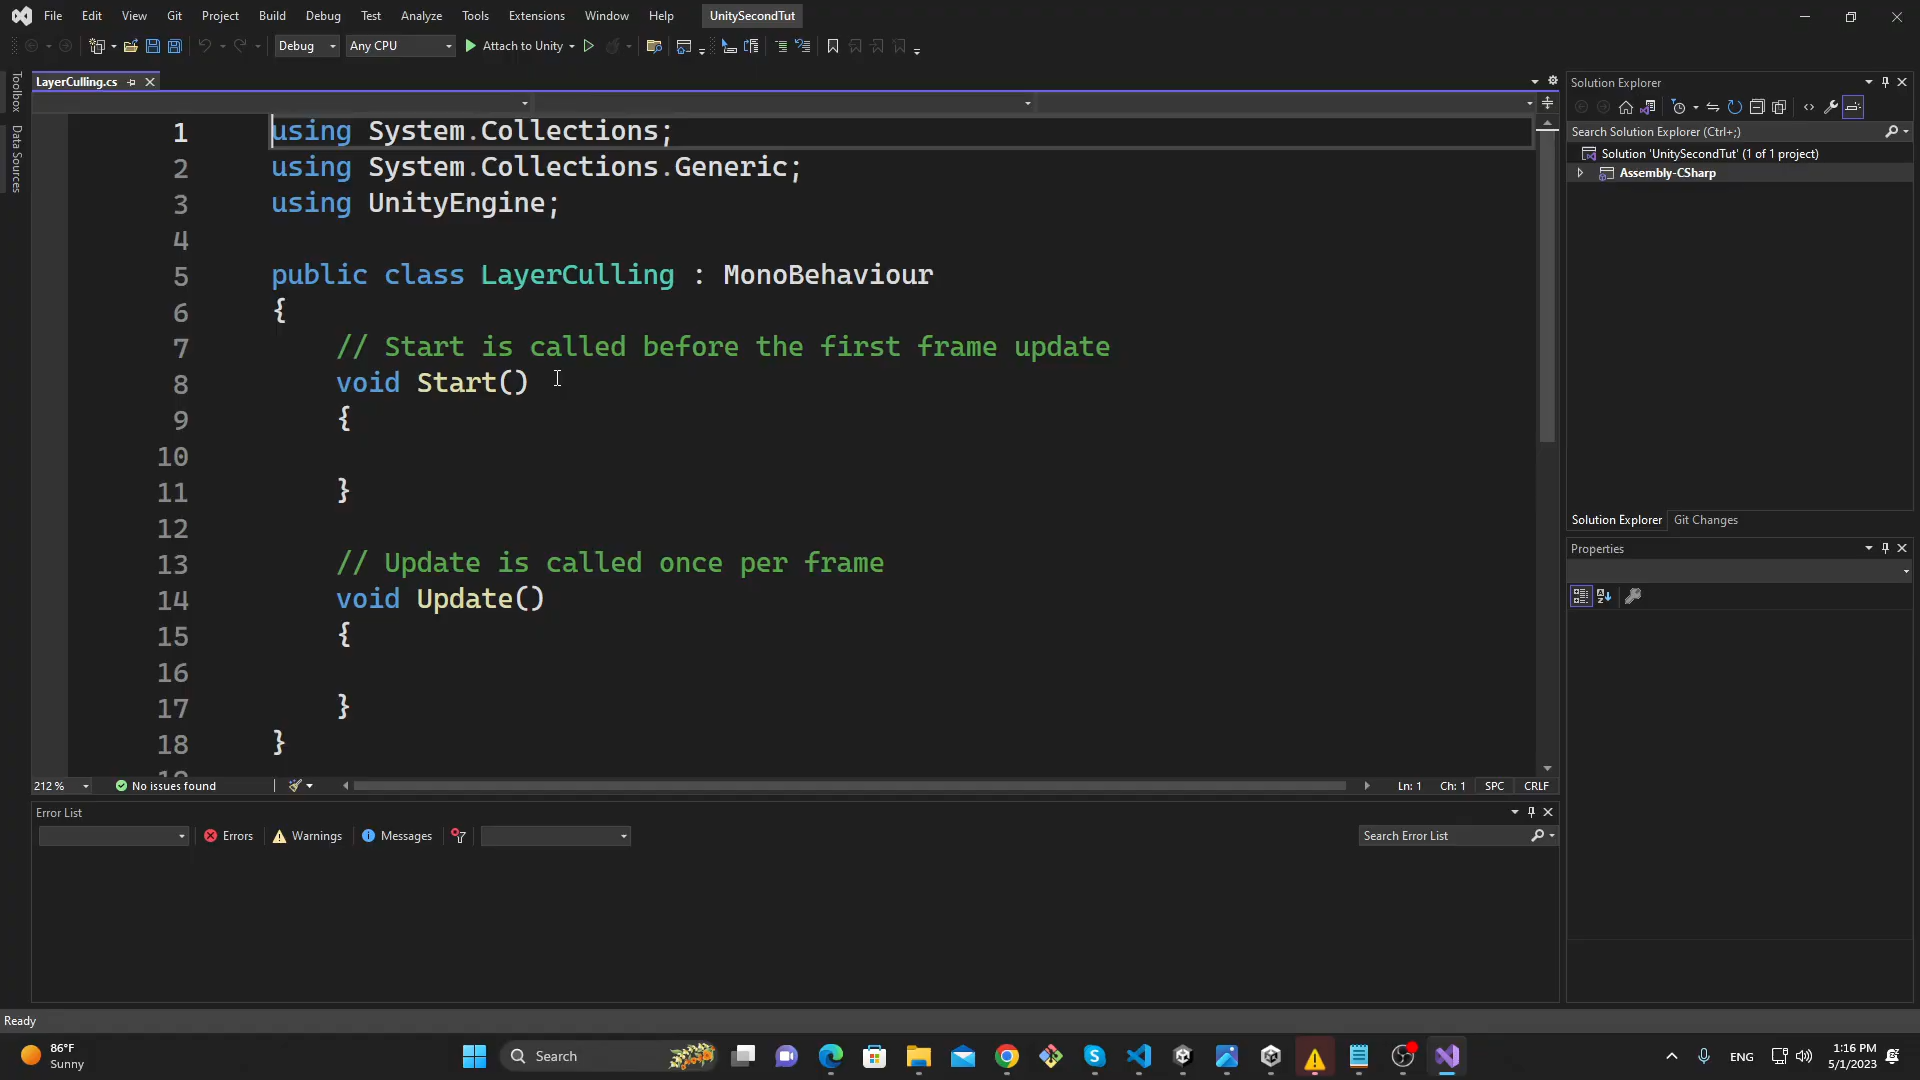 File Edit View Git Project Build Debug Test Analyze Tools Extensions Window Help UnitySecondTut
Debug Any CPU Attach to Unity
Toolbox
Data Sources
LayerCulling.cs
1 using System.Collections;
2 using System.Collections.Generic;
3 using UnityEngine;
4
5 public class LayerCulling : MonoBehaviour
6 {
7 // Start is called before the first frame update
8 void Start()
9 {
10
11 }
12
13 // Update is called once per frame
14 void Update()
15 {
16
17 }
18 }
212 % No issues found Ln: 1 Ch: 1 SPC CRLF
Error List
Errors Warnings Messages Search Error List
Solution Explorer
Search Solution Explorer (Ctrl+;)
Solution 'UnitySecondTut' (1 of 1 project)
Assembly-CSharp
Solution Explorer Git Changes
Properties
Ready
86°F
Sunny
Search
ENG
1:16 PM
5/1/2023